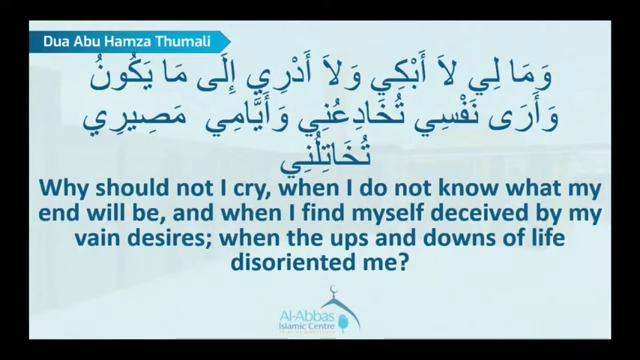 Dua Abu Hamza Thumali
وَمَا لِي لاَ أَبْكِي وَلاَ أَدْرِي إِلَى مَا يَكُونُ
وَأَرَى نَفْسِي تُخَادِعُنِي وَأَيَّامِي مَصِيرِي
تُخَاتِلُنِي
Why should not I cry, when I do not know what my
end will be, and when I find myself deceived by my
vain desires; when the ups and downs of life
disoriented me?
Al-Abbas
Islamic Centre